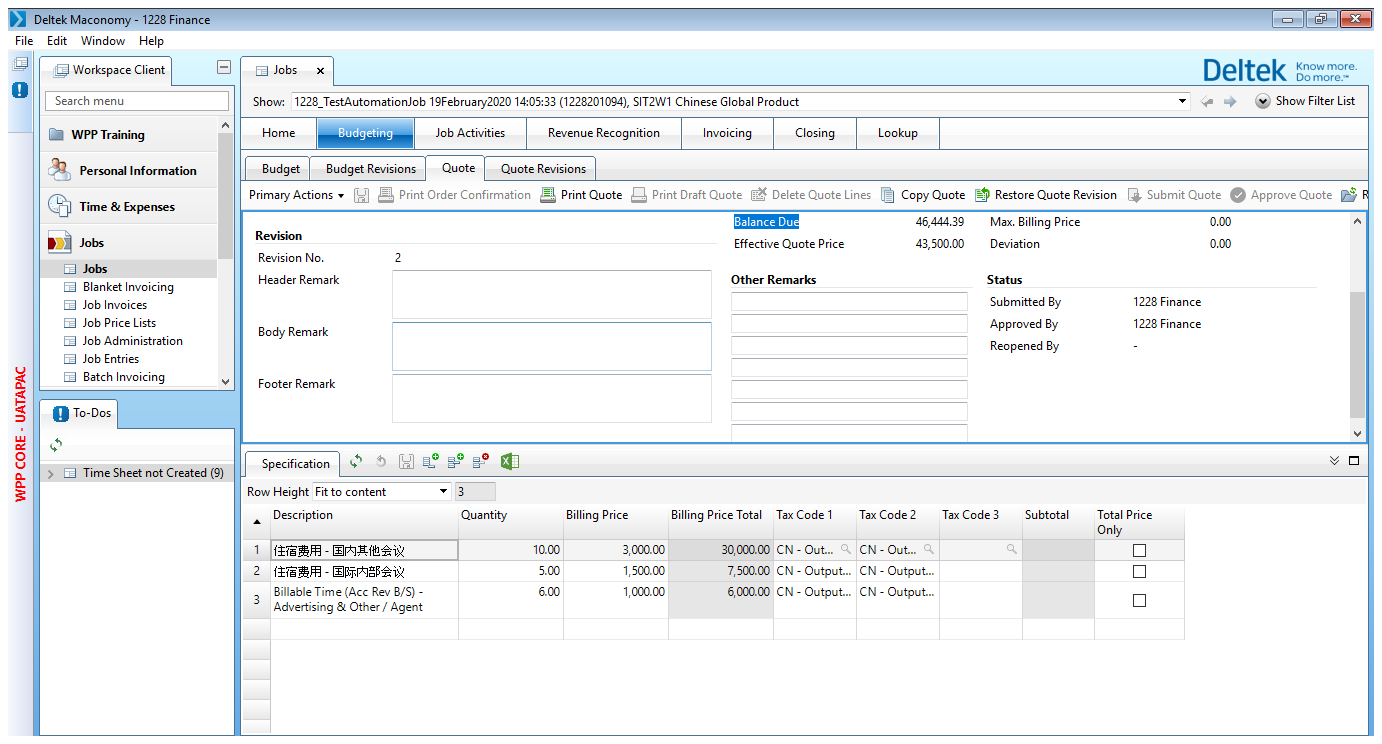 Deltek Maconomy - 1228 Finance
File Edit Window Help
Workspace Client
Jobs x
Deltek Know more.
Do more.™
Search menu
Show: 1228_TestAutomationJob 19February2020 14:05:33 (1228201094), SIT2W1 Chinese Global Product
Show Filter List
WPP Training
Personal Information
Time & Expenses
Jobs
Jobs
Blanket Invoicing
Job Invoices
Job Price Lists
Job Administration
Job Entries
Batch Invoicing
WPP CORE - UATAPAC
To-Dos
Time Sheet not Created (9)
Home Budgeting Job Activities Revenue Recognition Invoicing Closing Lookup
Budget Budget Revisions Quote Quote Revisions
Primary Actions Print Order Confirmation Print Quote Print Draft Quote Delete Quote Lines Copy Quote Restore Quote Revision Submit Quote Approve Quote R
Balance Due 46,444.39 Max. Billing Price 0.00
Effective Quote Price 43,500.00 Deviation 0.00
Revision
Revision No. 2
Header Remark
Body Remark
Footer Remark
Other Remarks
Status
Submitted By 1228 Finance
Approved By 1228 Finance
Reopened By -
Specification
Row Height Fit to content 3
Description Quantity Billing Price Billing Price Total Tax Code 1 Tax Code 2 Tax Code 3 Subtotal Total Price
Only
1 住宿费用 - 国内其他会议 10.00 3,000.00 30,000.00 CN - Out... CN - Out...
2 住宿费用 - 国际内部会议 5.00 1,500.00 7,500.00 CN - Output... CN - Output...
3 Billable Time (Acc Rev B/S) - 6.00 1,000.00 6,000.00 CN - Output... CN - Output...
Advertising & Other / Agent